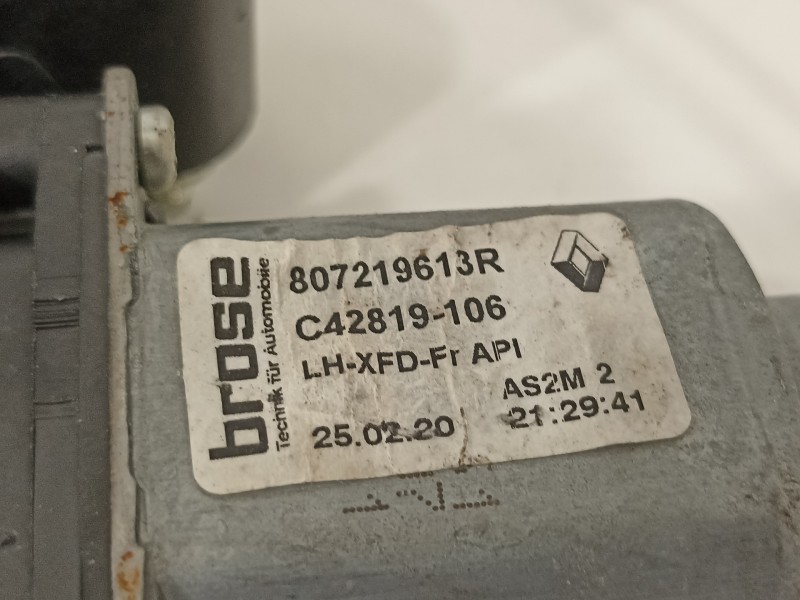 brose
Technik für Automobile
807219613R
C42819-106
LH-XFD-Fr API
AS2M 2
25.02.20 21:29:41